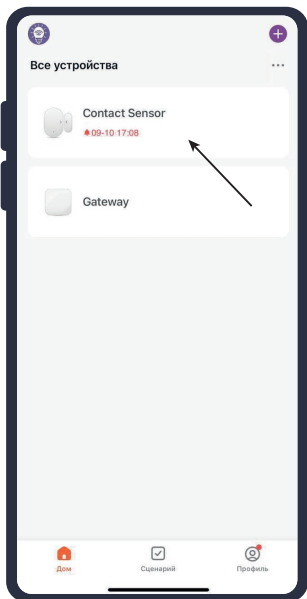 Все устройства
Contact Sensor
09-10 17:08
Gateway
Дом Сценарий Профиль